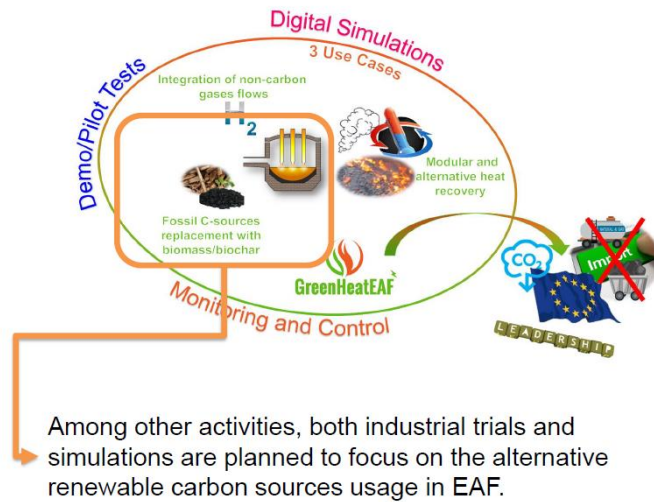 Digital Simulations
3 Use Cases
Demo/Pilot Tests
Integration of non-carbon
gases flows
H2
Modular and
alternative heat
recovery
Fossil C-sources
replacement with
biomass/biochar
GreenHeatEAF
Monitoring and Control
CO2
Import
LEADERSHIP
Among other activities, both industrial trials and
simulations are planned to focus on the alternative
renewable carbon sources usage in EAF.